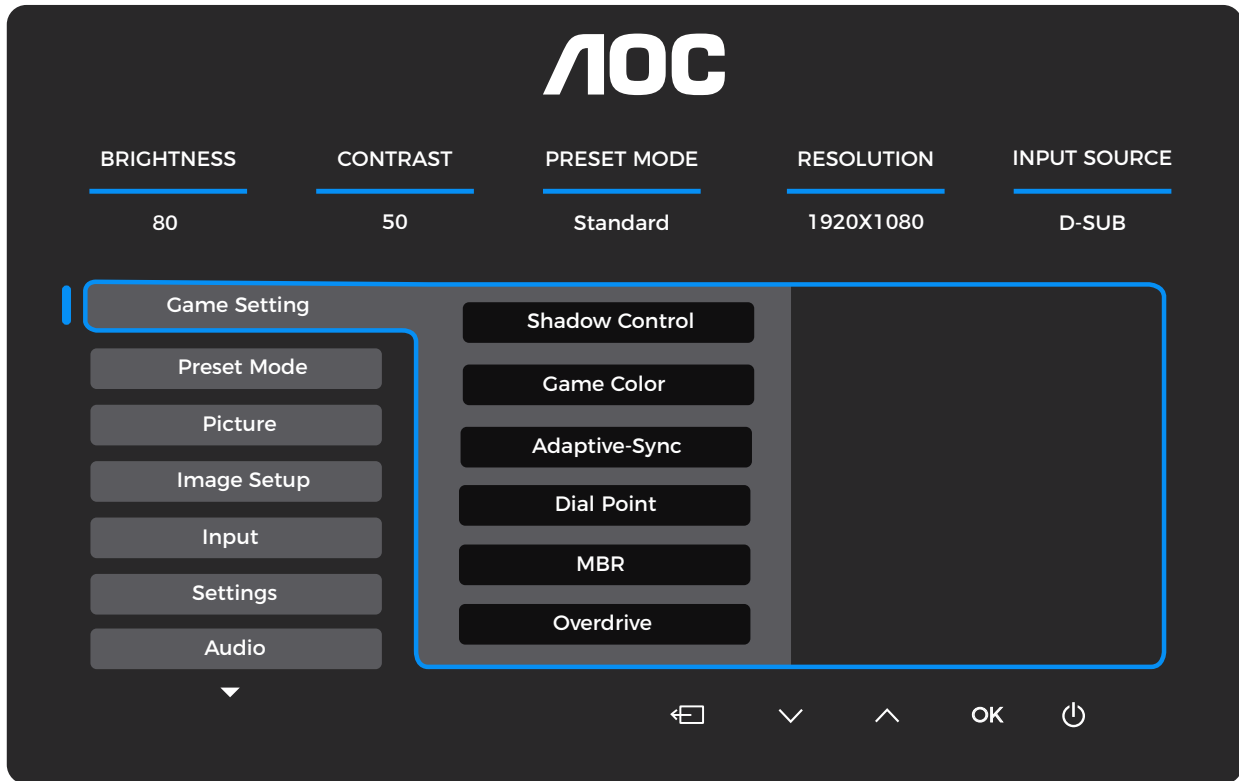 AOC
BRIGHTNESS CONTRAST PRESET MODE RESOLUTION INPUT SOURCE
80 50 Standard 1920X1080 D-SUB
Game Setting
Preset Mode
Picture
Image Setup
Input
Settings
Audio
Shadow Control
Game Color
Adaptive-Sync
Dial Point
MBR
Overdrive
OK